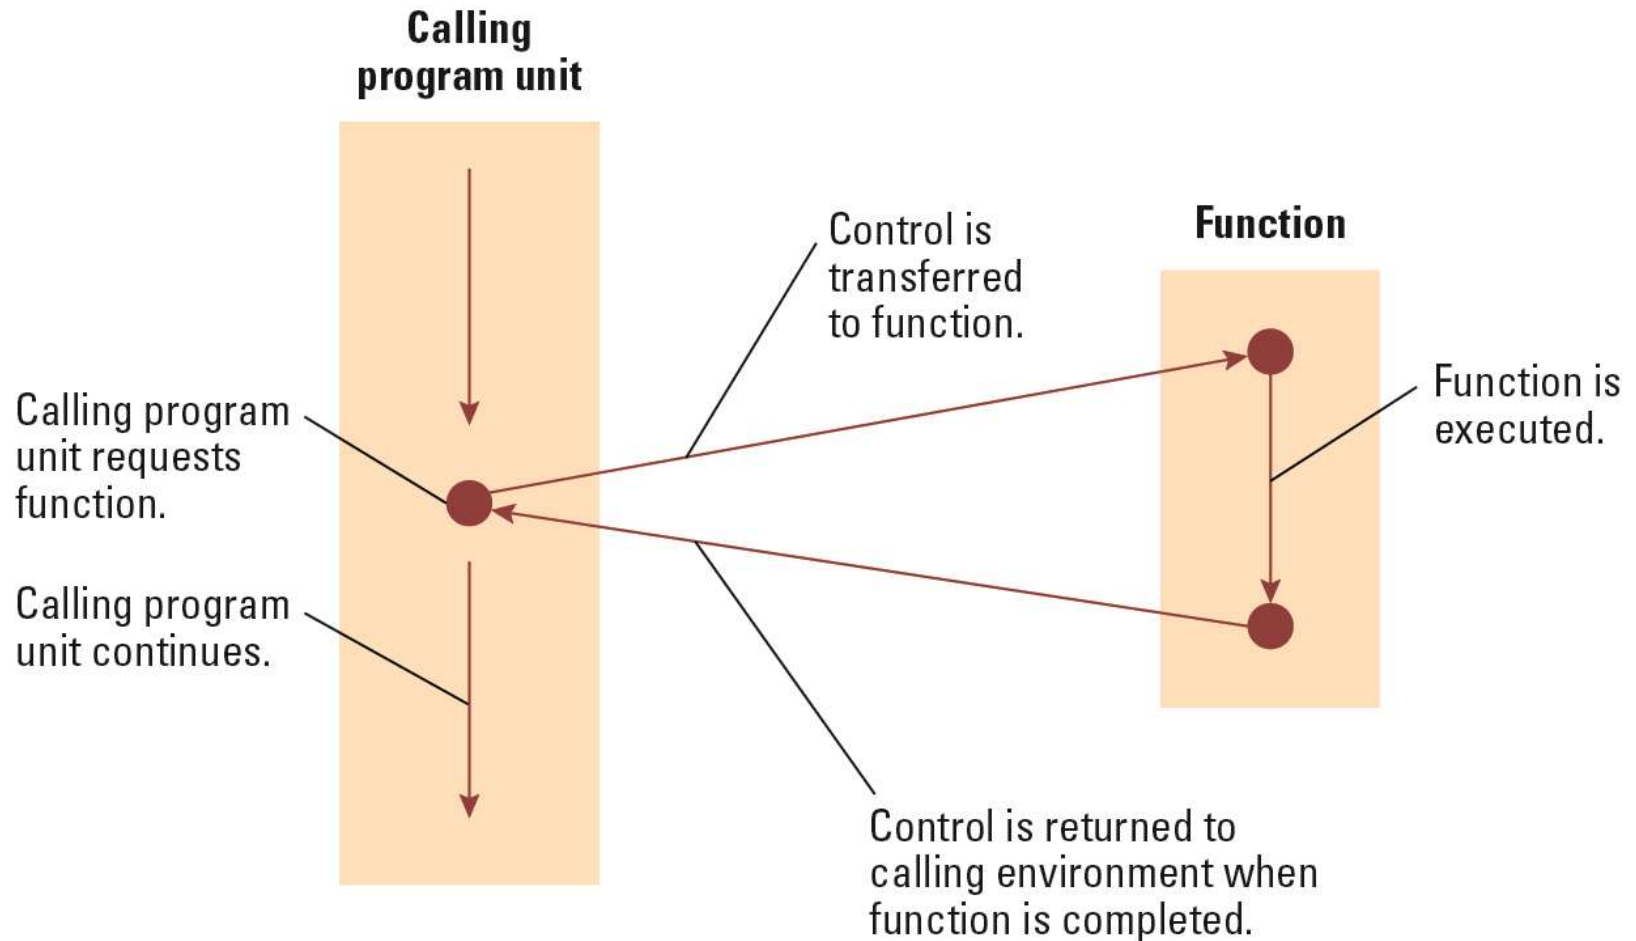 Calling
program unit
Control is
transferred
to function.
Function
Function is
executed.
Calling program
unit requests
function.
Calling program
unit continues.
Control is returned to
calling environment when
function is completed.